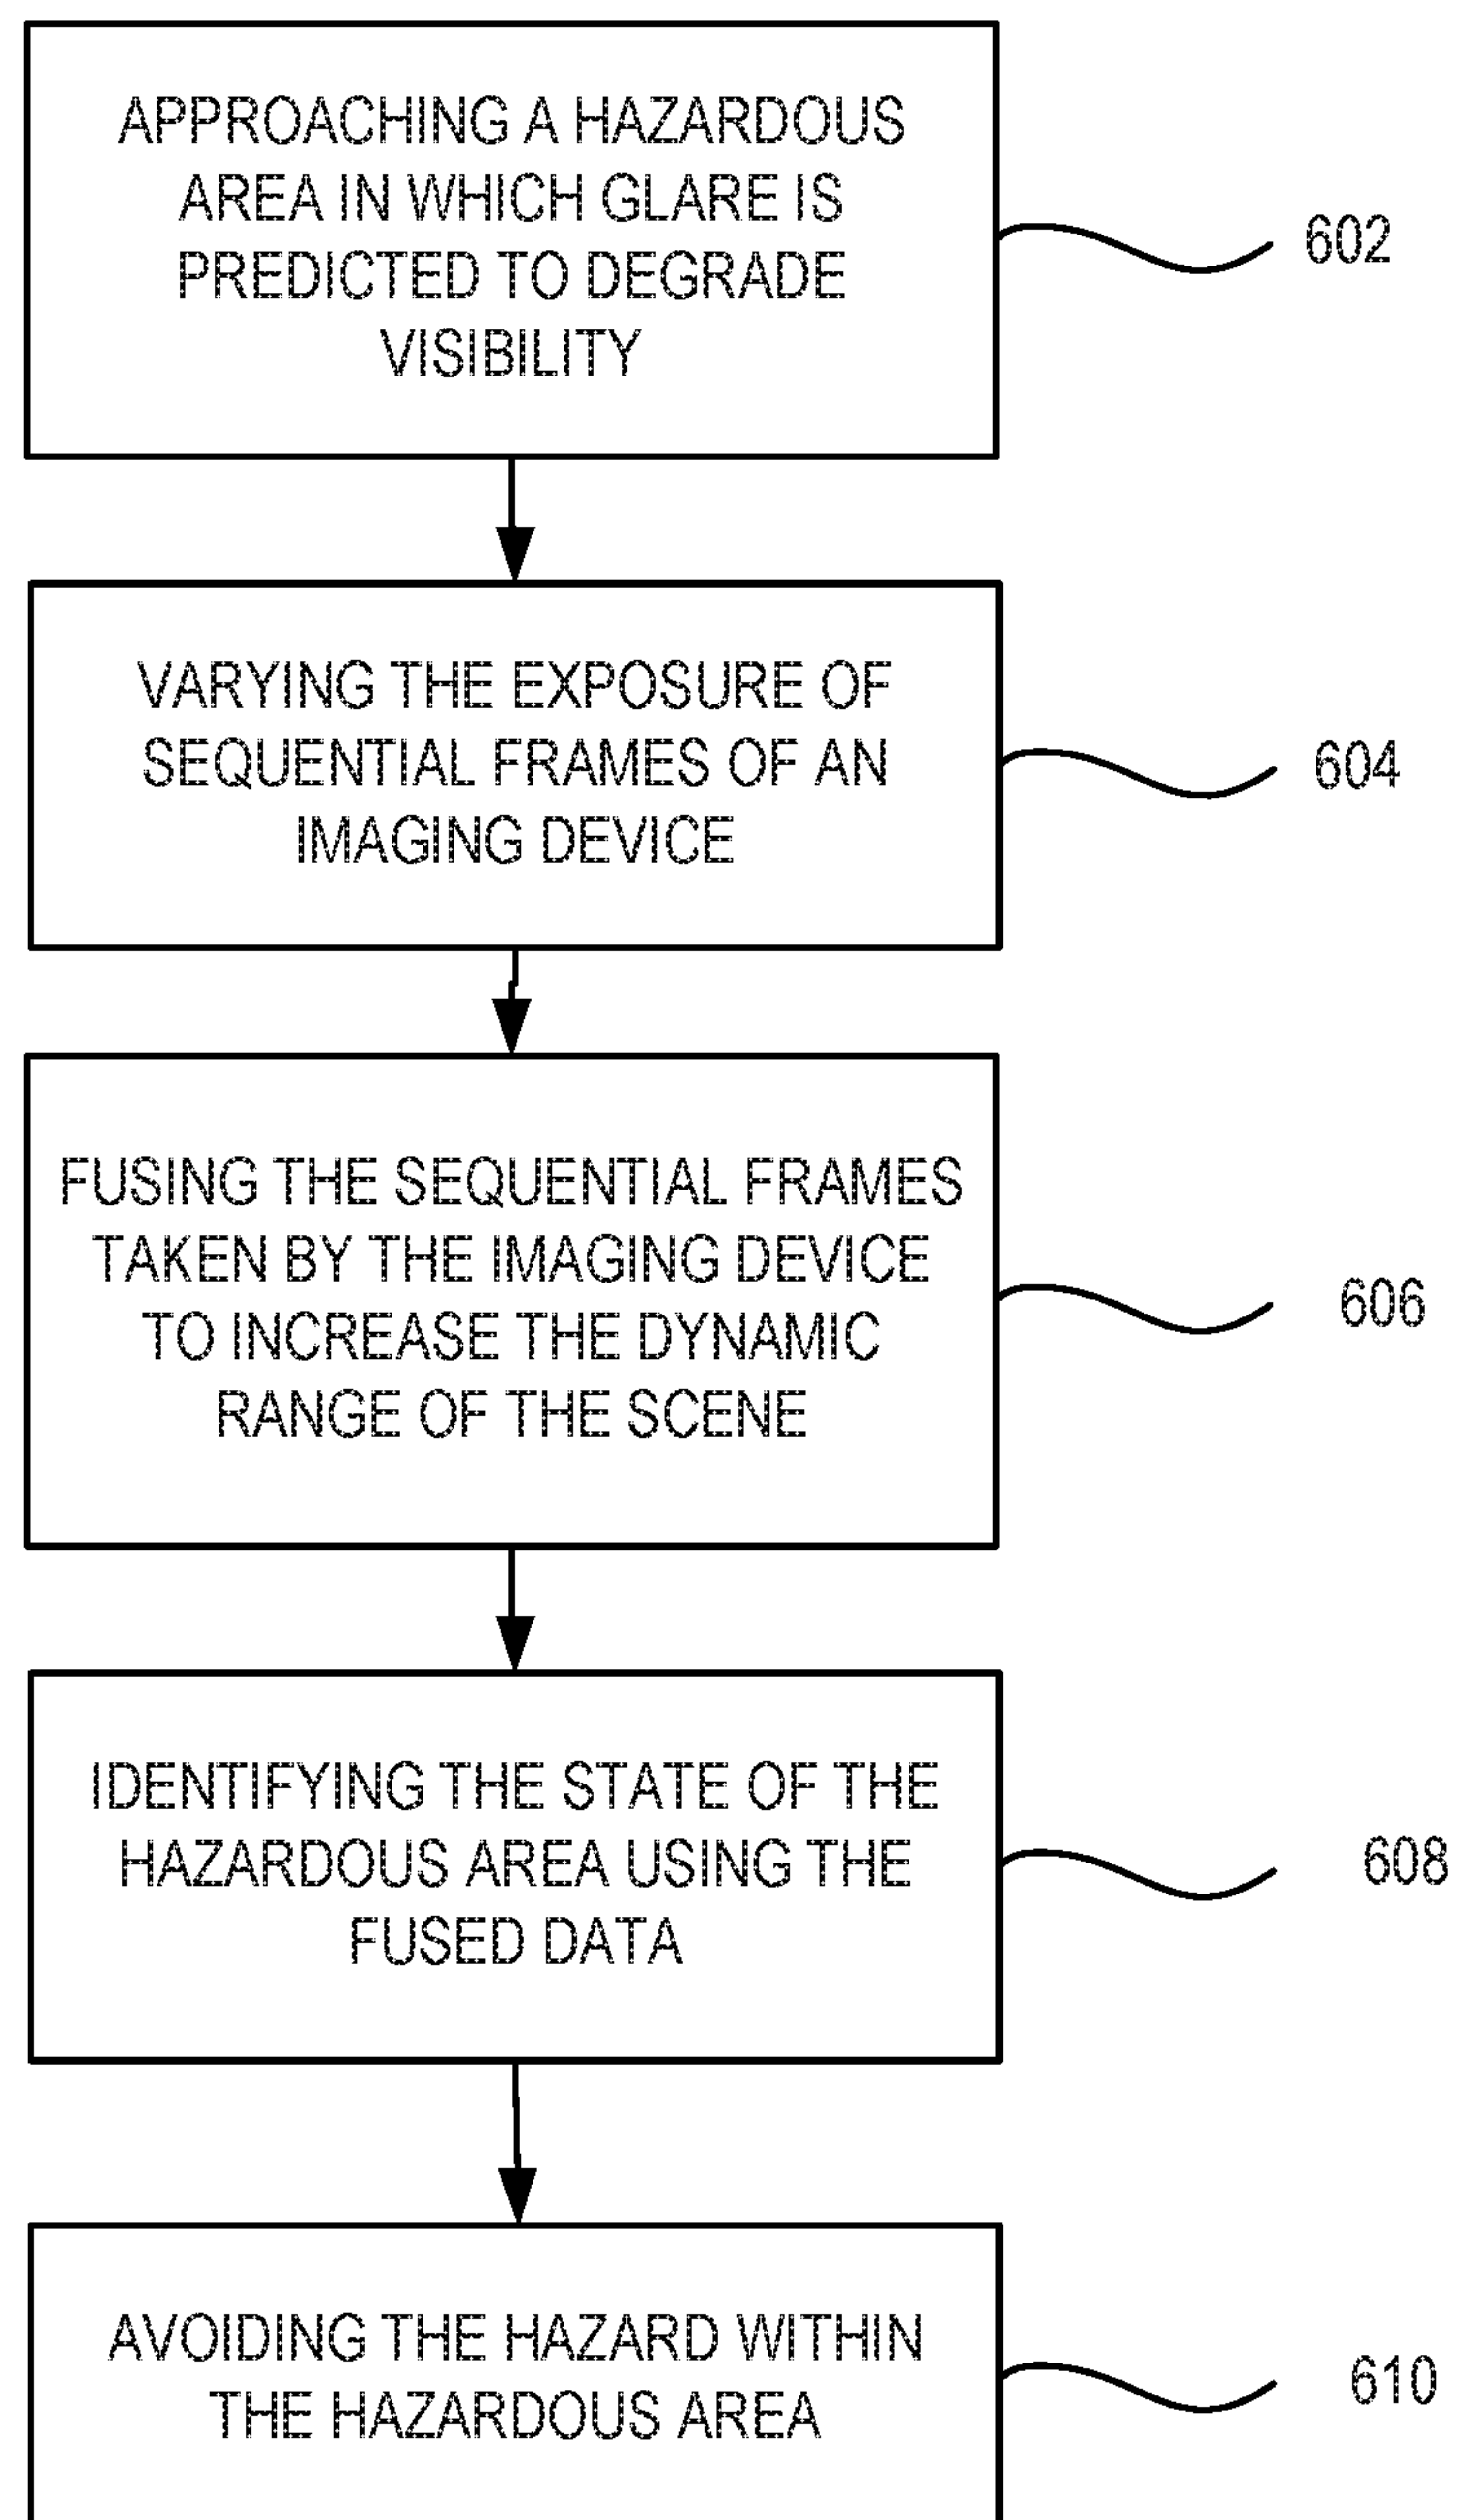 APPROACHING A HAZARDOUS
AREA IN WHICH GLARE IS
PREDICTED TO DEGRADE
VISIBILITY
602
VARYING THE EXPOSURE OF
SEQUENTIAL FRAMES OF AN
IMAGING DEVICE
604
FUSING THE SEQUENTIAL FRAMES
TAKEN BY THE IMAGING DEVICE
TO INCREASE THE DYNAMIC
RANGE OF THE SCENE
606
IDENTIFYING THE STATE OF THE
HAZARDOUS AREA USING THE
FUSED DATA
608
AVOIDING THE HAZARD WITHIN
THE HAZARDOUS AREA
610